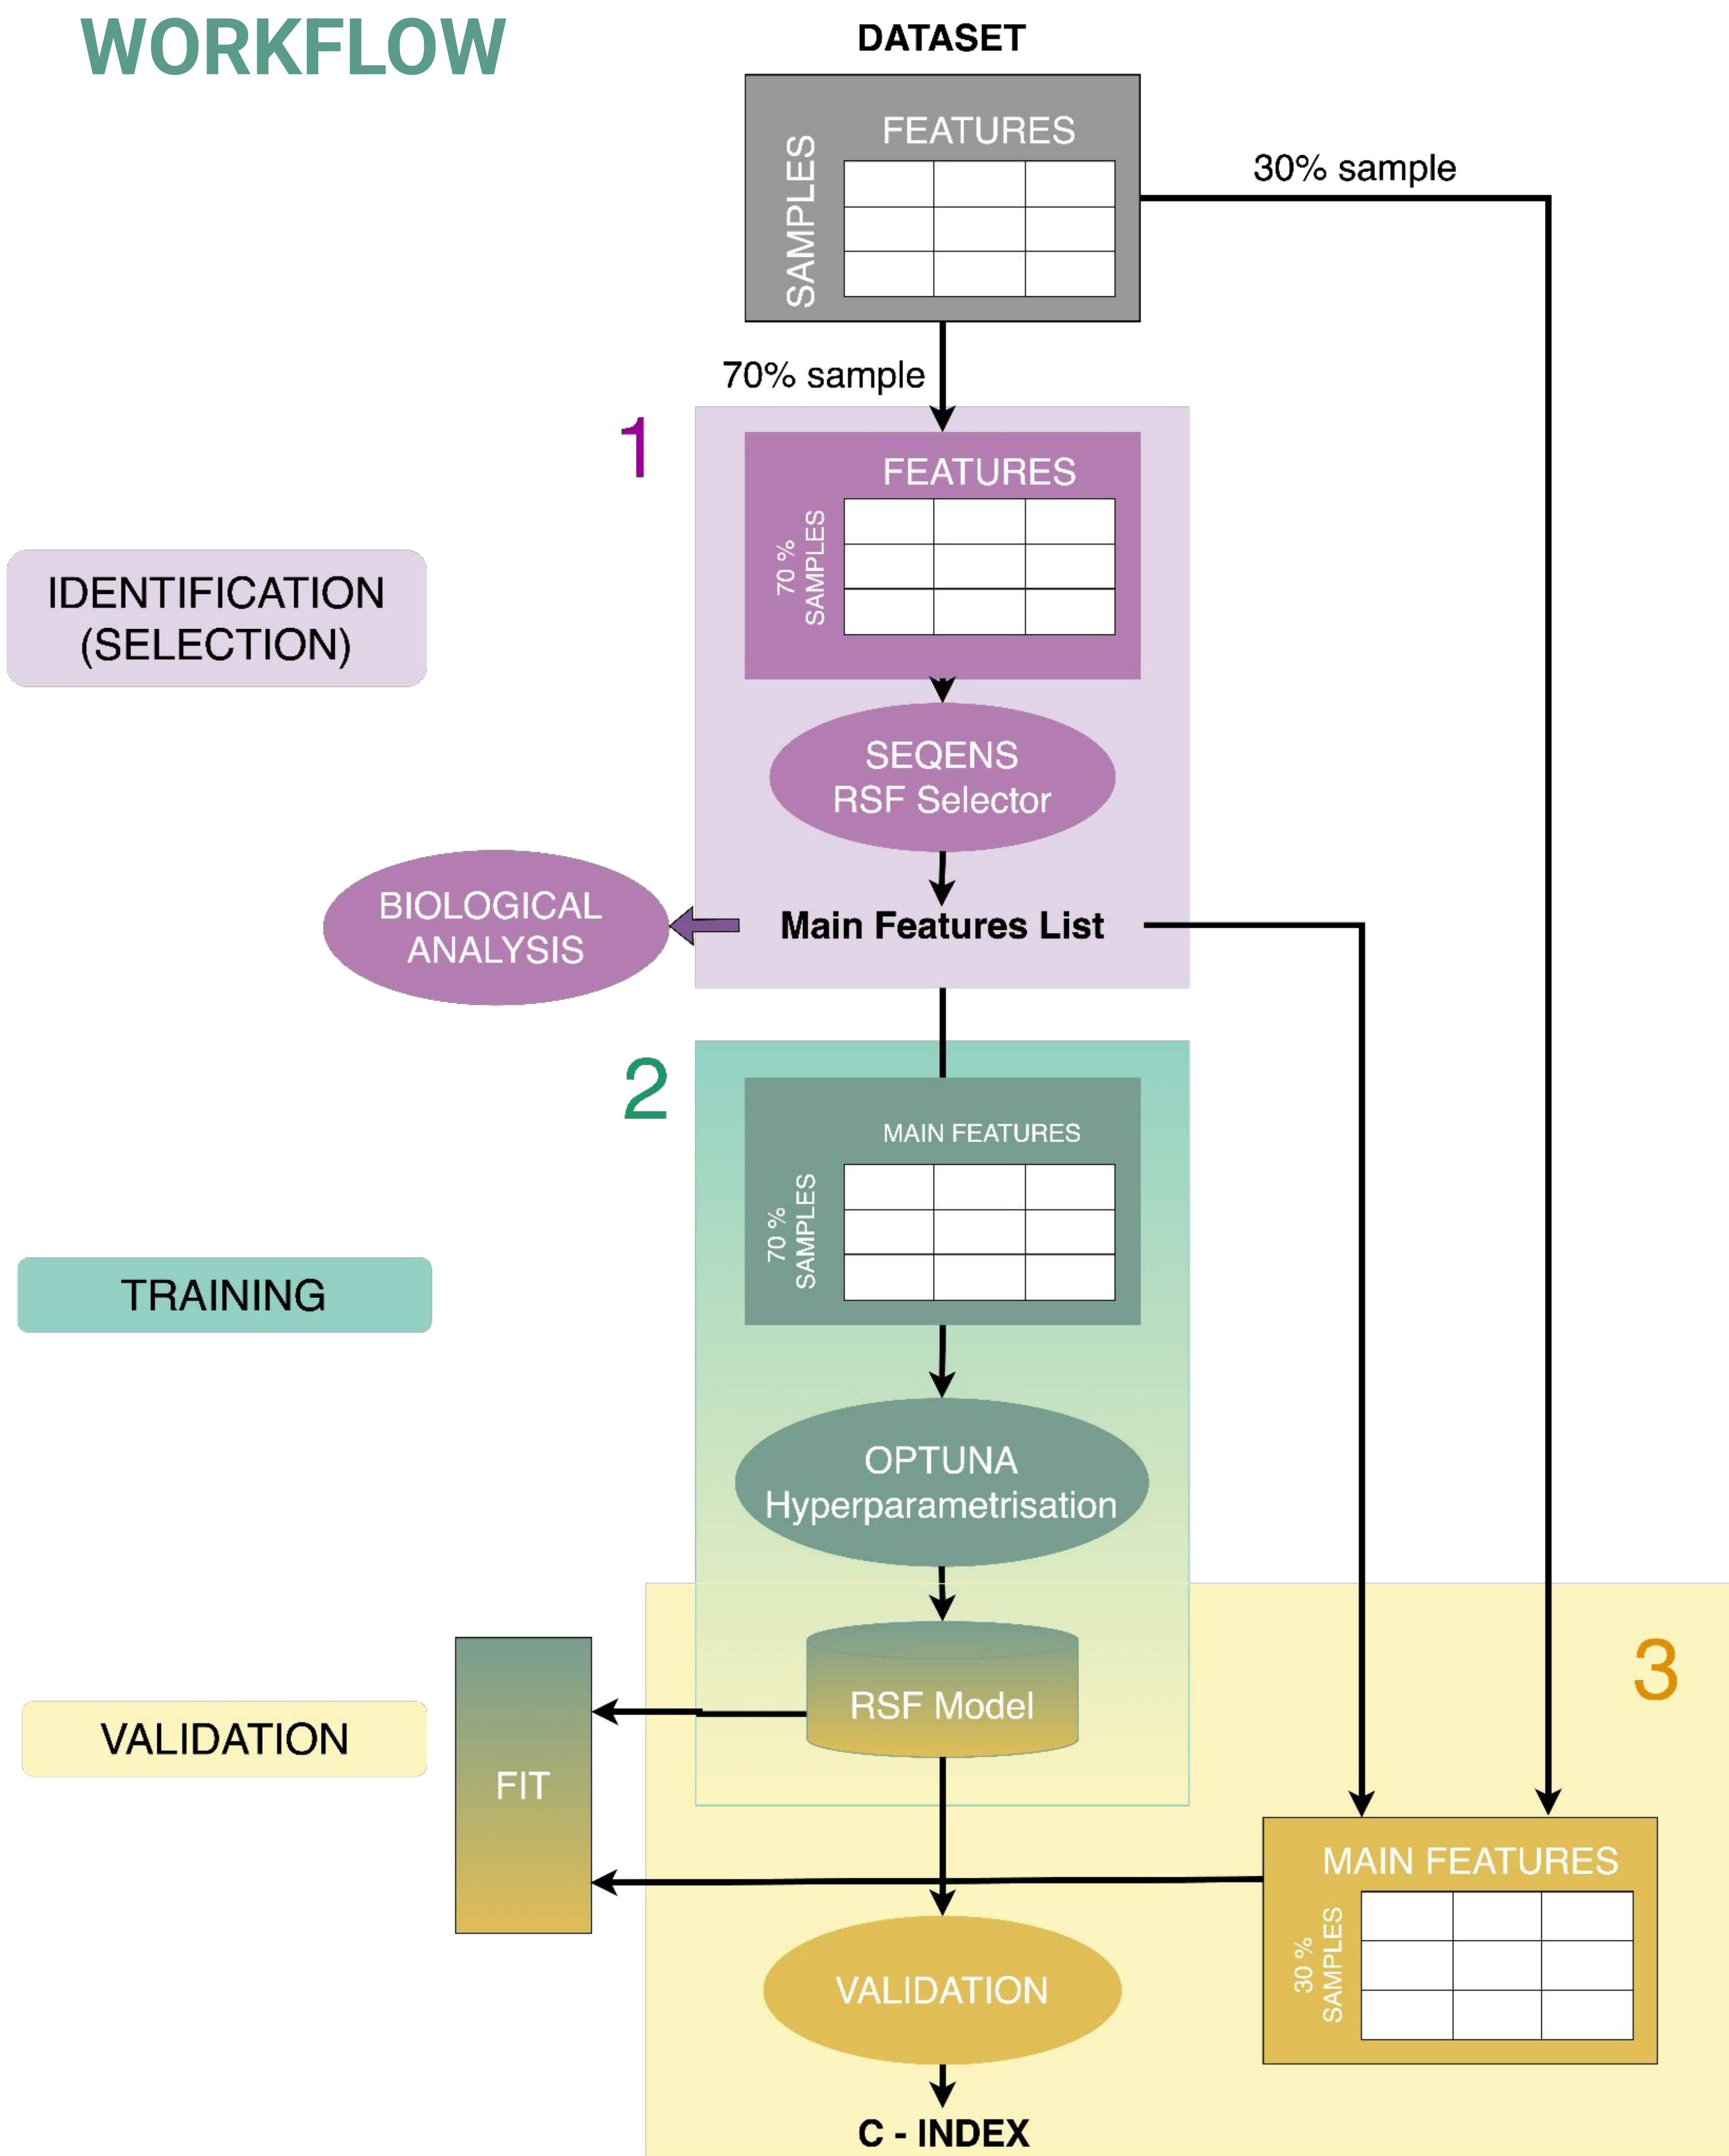 WORKFLOW
DATASET
FEATURES
SAMPLES
30% sample
70% sample
1
FEATURES
70 %
SAMPLES
IDENTIFICATION
(SELECTION)
SEQENS
RSF Selector
BIOLOGICAL
ANALYSIS
Main Features List
2
MAIN FEATURES
70 %
SAMPLES
TRAINING
OPTUNA
Hyperparametrisation
3
RSF Model
VALIDATION
FIT
MAIN FEATURES
30 %
SAMPLES
VALIDATION
C - INDEX